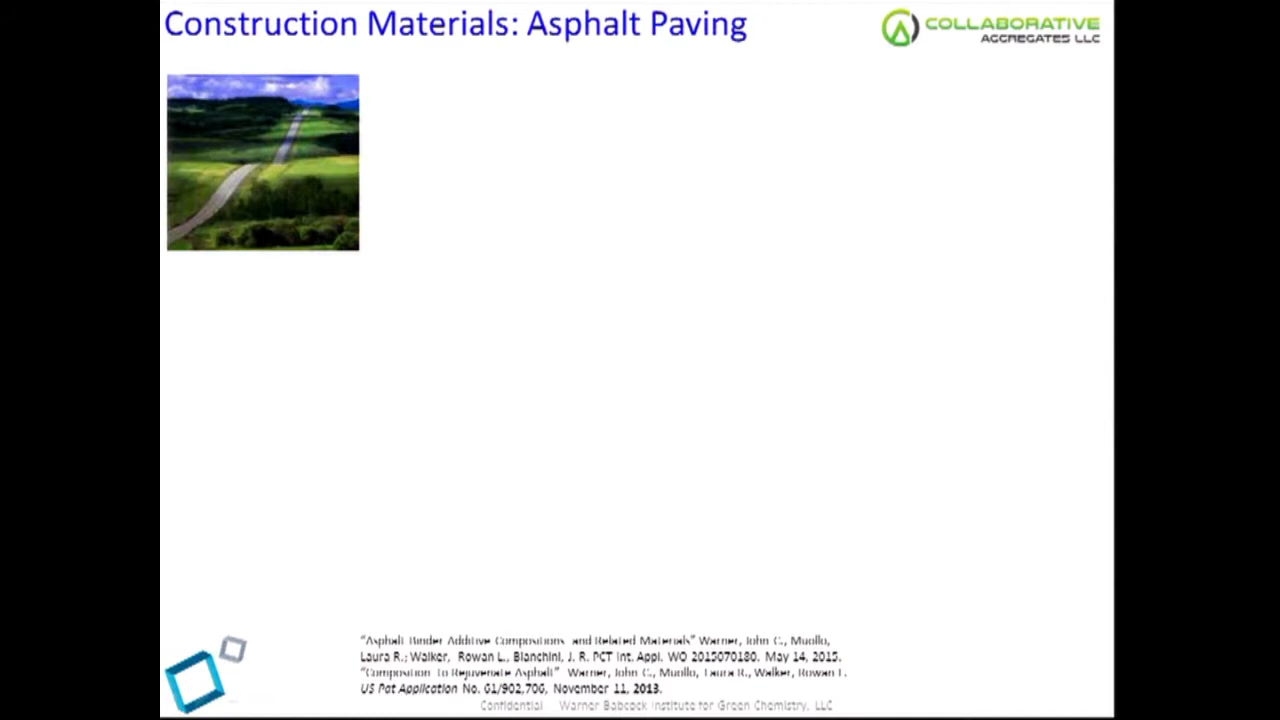 Construction Materials: Asphalt Paving
COLLABORATIVE
AGGREGATES LLC
"Asphalt Binder Additive Compositions and Related Materials" Warner, John C., Muollo,
Laura R.; Walker, Rowan L., Bianchini, J. R. PCT Int. Appl. WO 2015070180. May 14, 2015.
"Composition To Rejuvenate Asphalt" Warner, John C., Muollo, Laura R., Walker, Rowan L.
US Pat Application No. 61/902,706, November 11, 2013.
Confidential Warner Babcock Institute for Green Chemistry, LLC